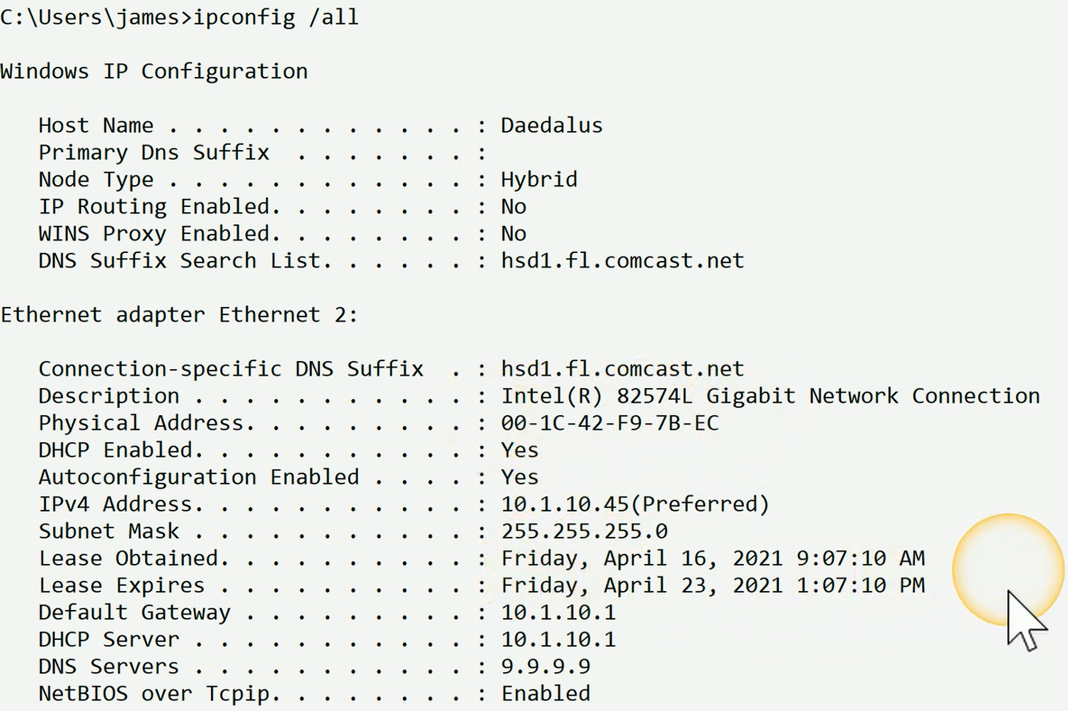 C:\Users\james>ipconfig /all
Windows IP Configuration
Host Name . . . . . . . . . . . . : Daedalus
Primary Dns Suffix  . . . . . . . :
Node Type . . . . . . . . . . . . : Hybrid
IP Routing Enabled. . . . . . . . : No
WINS Proxy Enabled. . . . . . . . : No
DNS Suffix Search List. . . . . . : hsd1.fl.comcast.net
Ethernet adapter Ethernet 2:
Connection-specific DNS Suffix  . : hsd1.fl.comcast.net
Description . . . . . . . . . . . : Intel(R) 82574L Gigabit Network Connection
Physical Address. . . . . . . . . : 00-1C-42-F9-7B-EC
DHCP Enabled. . . . . . . . . . . : Yes
Autoconfiguration Enabled . . . . : Yes
IPv4 Address. . . . . . . . . . . : 10.1.10.45(Preferred)
Subnet Mask . . . . . . . . . . . : 255.255.255.0
Lease Obtained. . . . . . . . . . : Friday, April 16, 2021 9:07:10 AM
Lease Expires . . . . . . . . . . : Friday, April 23, 2021 1:07:10 PM
Default Gateway . . . . . . . . . : 10.1.10.1
DHCP Server . . . . . . . . . . . : 10.1.10.1
DNS Servers . . . . . . . . . . . : 9.9.9.9
NetBIOS over Tcpip. . . . . . . . : Enabled